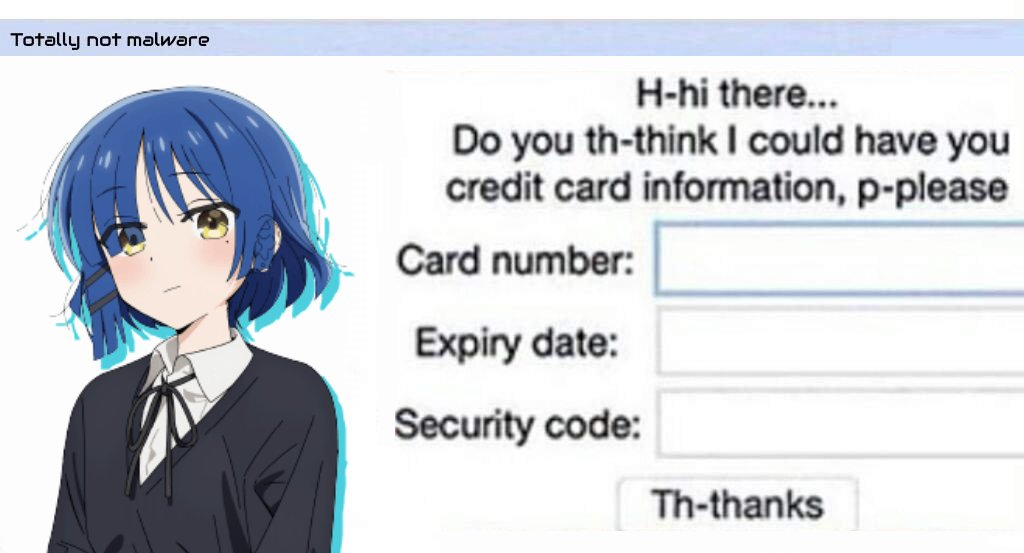 Totally not malware
H-hi there...
Do you th-think I could have you
credit card information, p-please
Card number:
Expiry date:
Security code:
Th-thanks